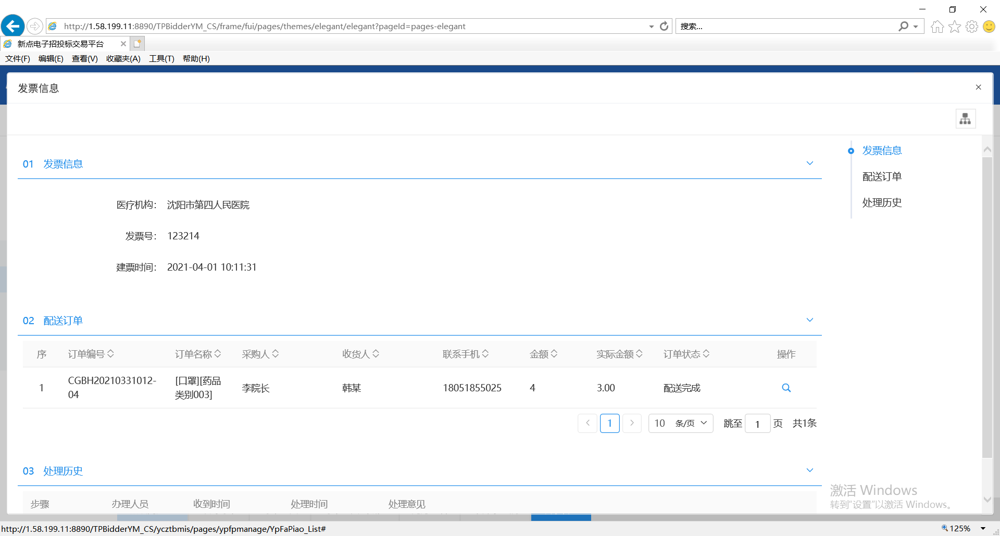 http://1.58.199.11:8890/TPBidderYM_CS/frame/fui/pages/themes/elegant/elegant?pageId=pages-elegant
搜索...
新点电子招投标交易平台
文件(F) 编辑(E) 查看(V) 收藏夹(A) 工具(T) 帮助(H)
发票信息
01 发票信息
医疗机构： 沈阳市第四人民医院
发票号： 123214
建票时间： 2021-04-01 10:11:31
发票信息
配送订单
处理历史
02 配送订单
序 订单编号 订单名称 采购人 收货人 联系手机 金额 实际金额 订单状态 操作
1 CGBH20210331012-04 [口罩][药品类别003] 李院长 韩某 18051855025 4 3.00 配送完成
1 10 条/页 跳至 1 页 共1条
03 处理历史
步骤 办理人员 收到时间 处理时间 处理意见
激活 Windows
转到“设置”以激活 Windows。
http://1.58.199.11:8890/TPBidderYM_CS/ycztbmis/pages/ypfpmanage/YpFaPiao_List#
125%